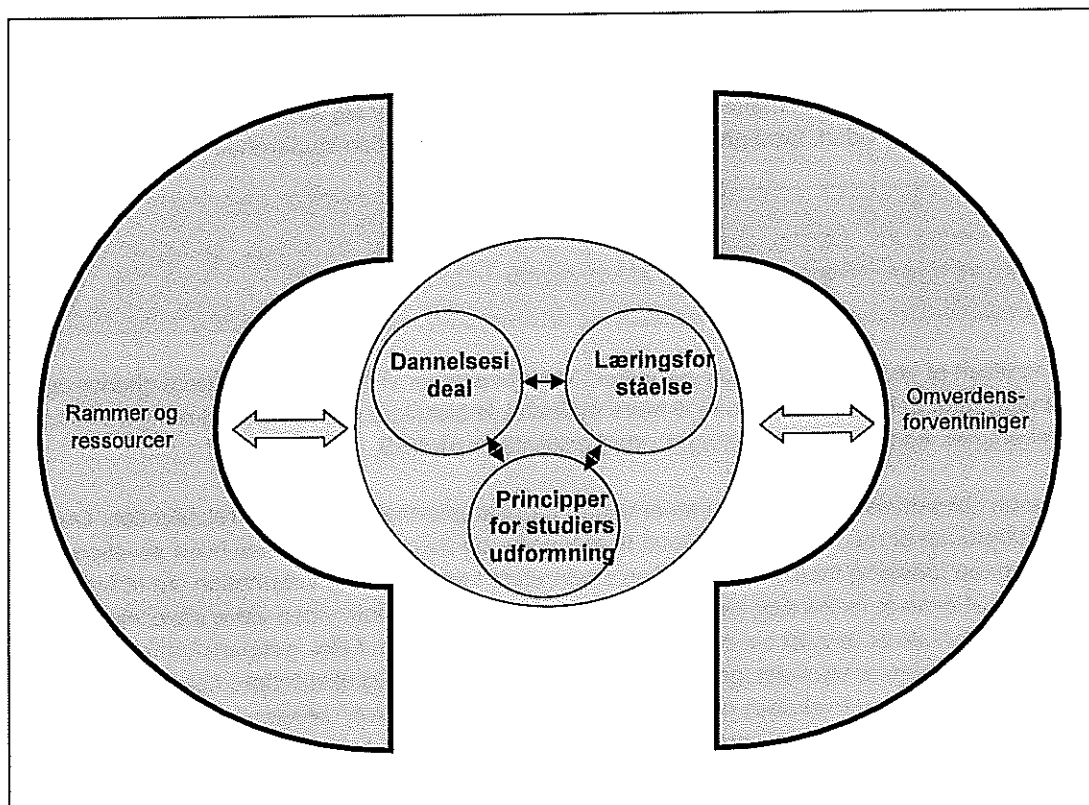 Dannelsesi
deal
Læringsfor
ståelse
Rammer og
ressourcer
Omverdens-
forventninger
Principper
for studiers
udformning